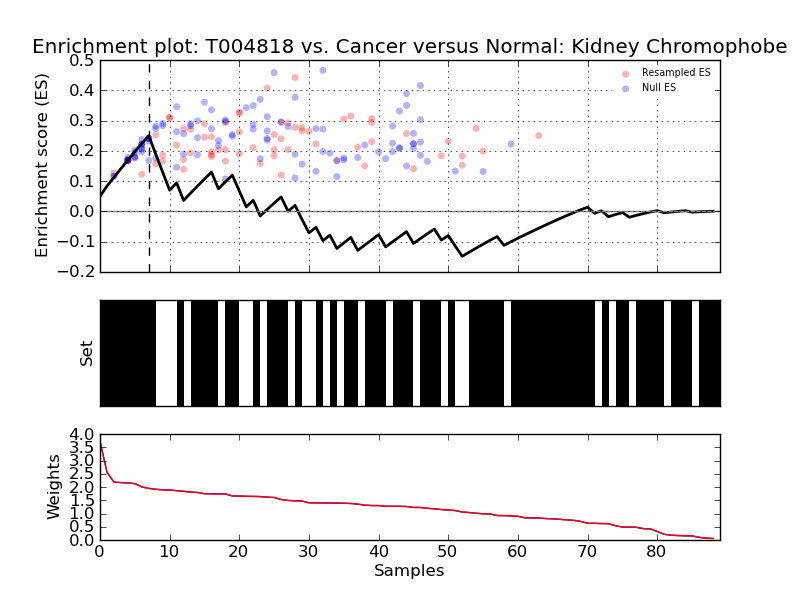 Enrichment plot: T004818 vs. Cancer versus Normal: Kidney Chromophobe
Enrichment score (ES)
0.5
0.4
0.3
0.2
0.1
0.0
−0.1
−0.2
Resampled ES
Null ES
Set
Weights
4.0
3.5
3.0
2.5
2.0
1.5
1.0
0.5
0.0
0 10 20 30 40 50 60 70 80
Samples